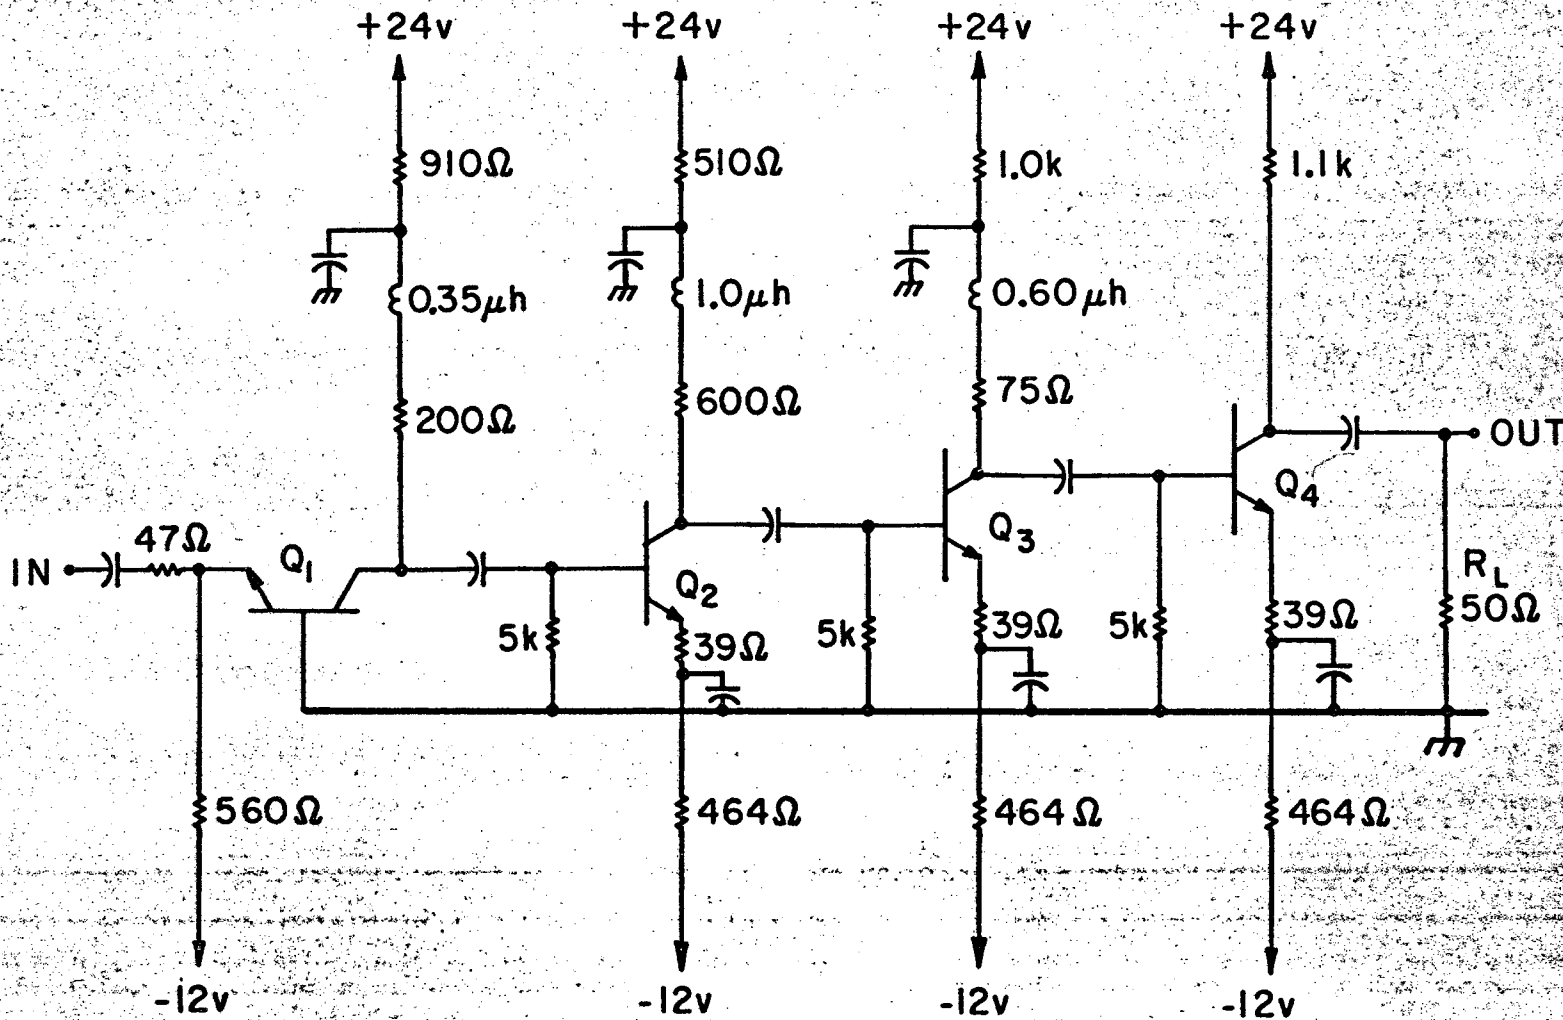 +24v +24v +24v +24v
910Ω 510Ω 1.0k 1.1k
0.35μh 1.0μh 0.60μh
200Ω 600Ω 75Ω
OUT
47Ω
IN Q1 Q2 Q3 Q4
5k 39Ω 5k 39Ω 5k 39Ω
RL
50Ω
560Ω 464Ω 464Ω 464Ω
-12v -12v -12v -12v